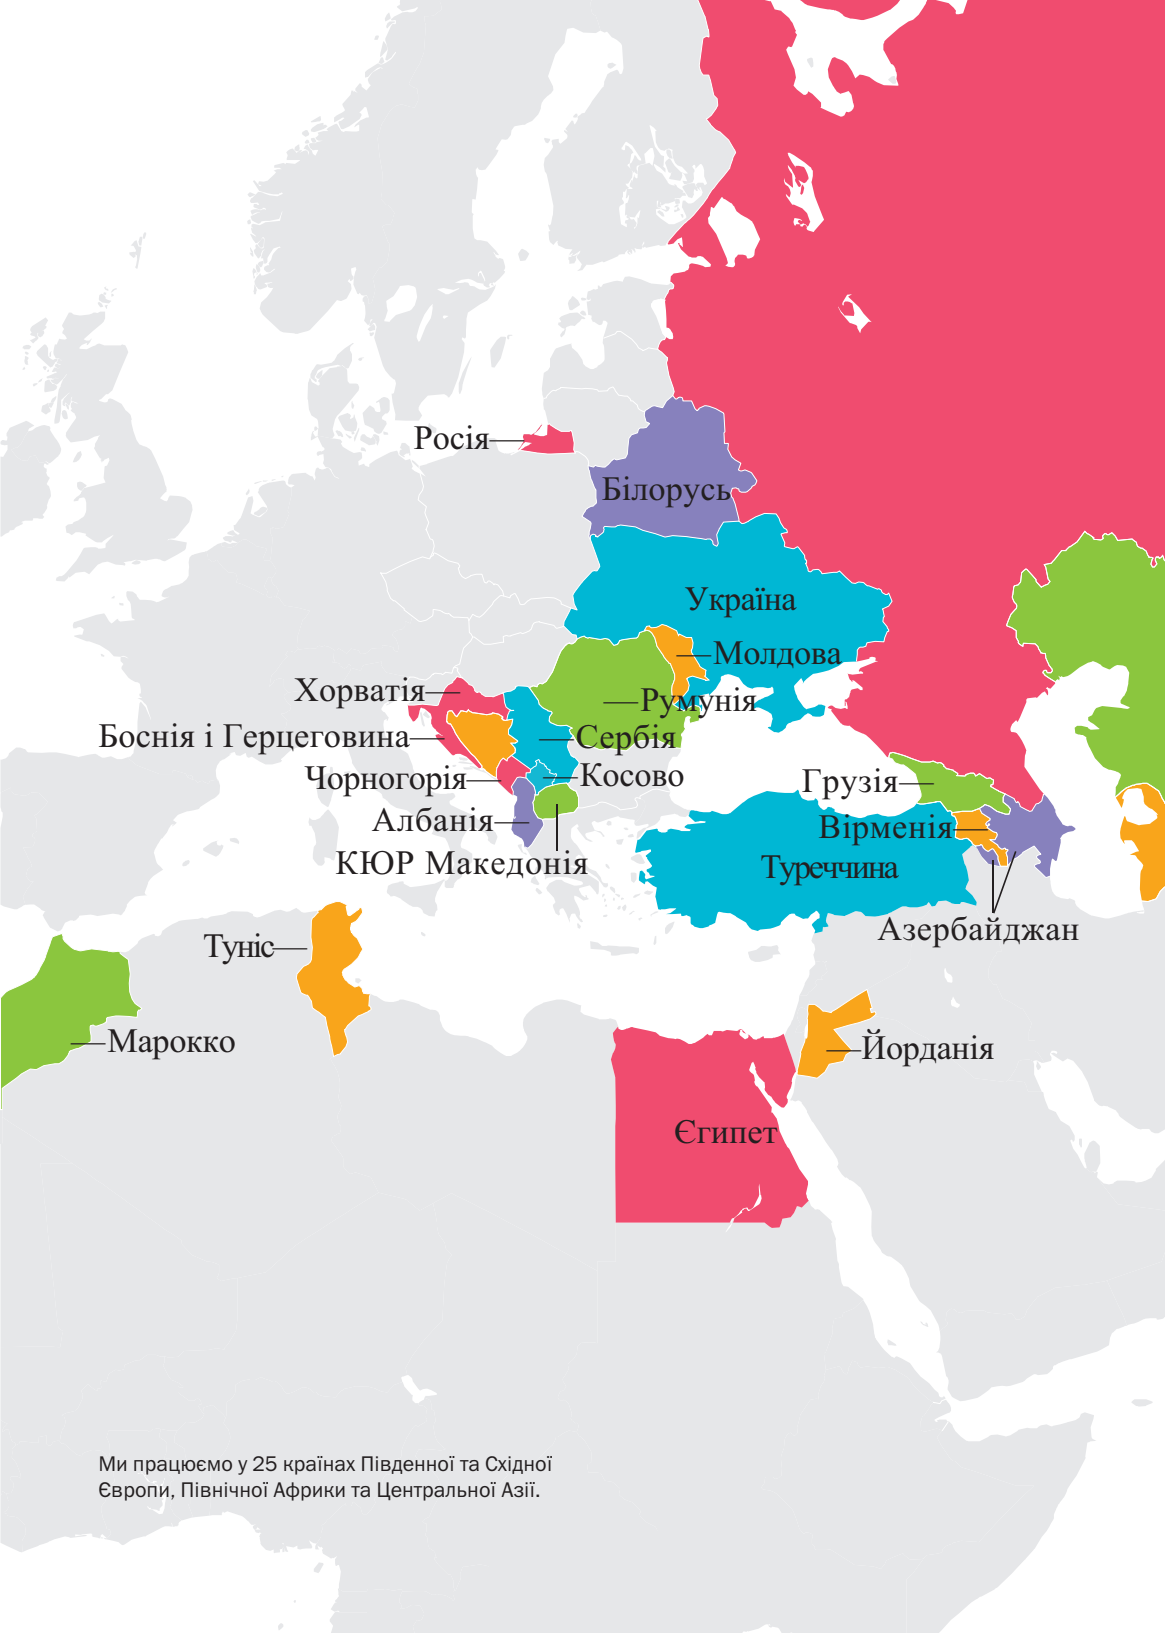 Росія
Білорусь
Україна
Молдова
Хорватія
Румунія
Боснія і Герцеговина
Сербія
Чорногорія
Косово
Грузія
Албанія
Вірменія
КЮР Македонія
Туреччина
Азербайджан
Туніс
Марокко
Йорданія
Єгипет
Ми працюємо у 25 країнах Південної та Східної
Європи, Північної Африки та Центральної Азії.